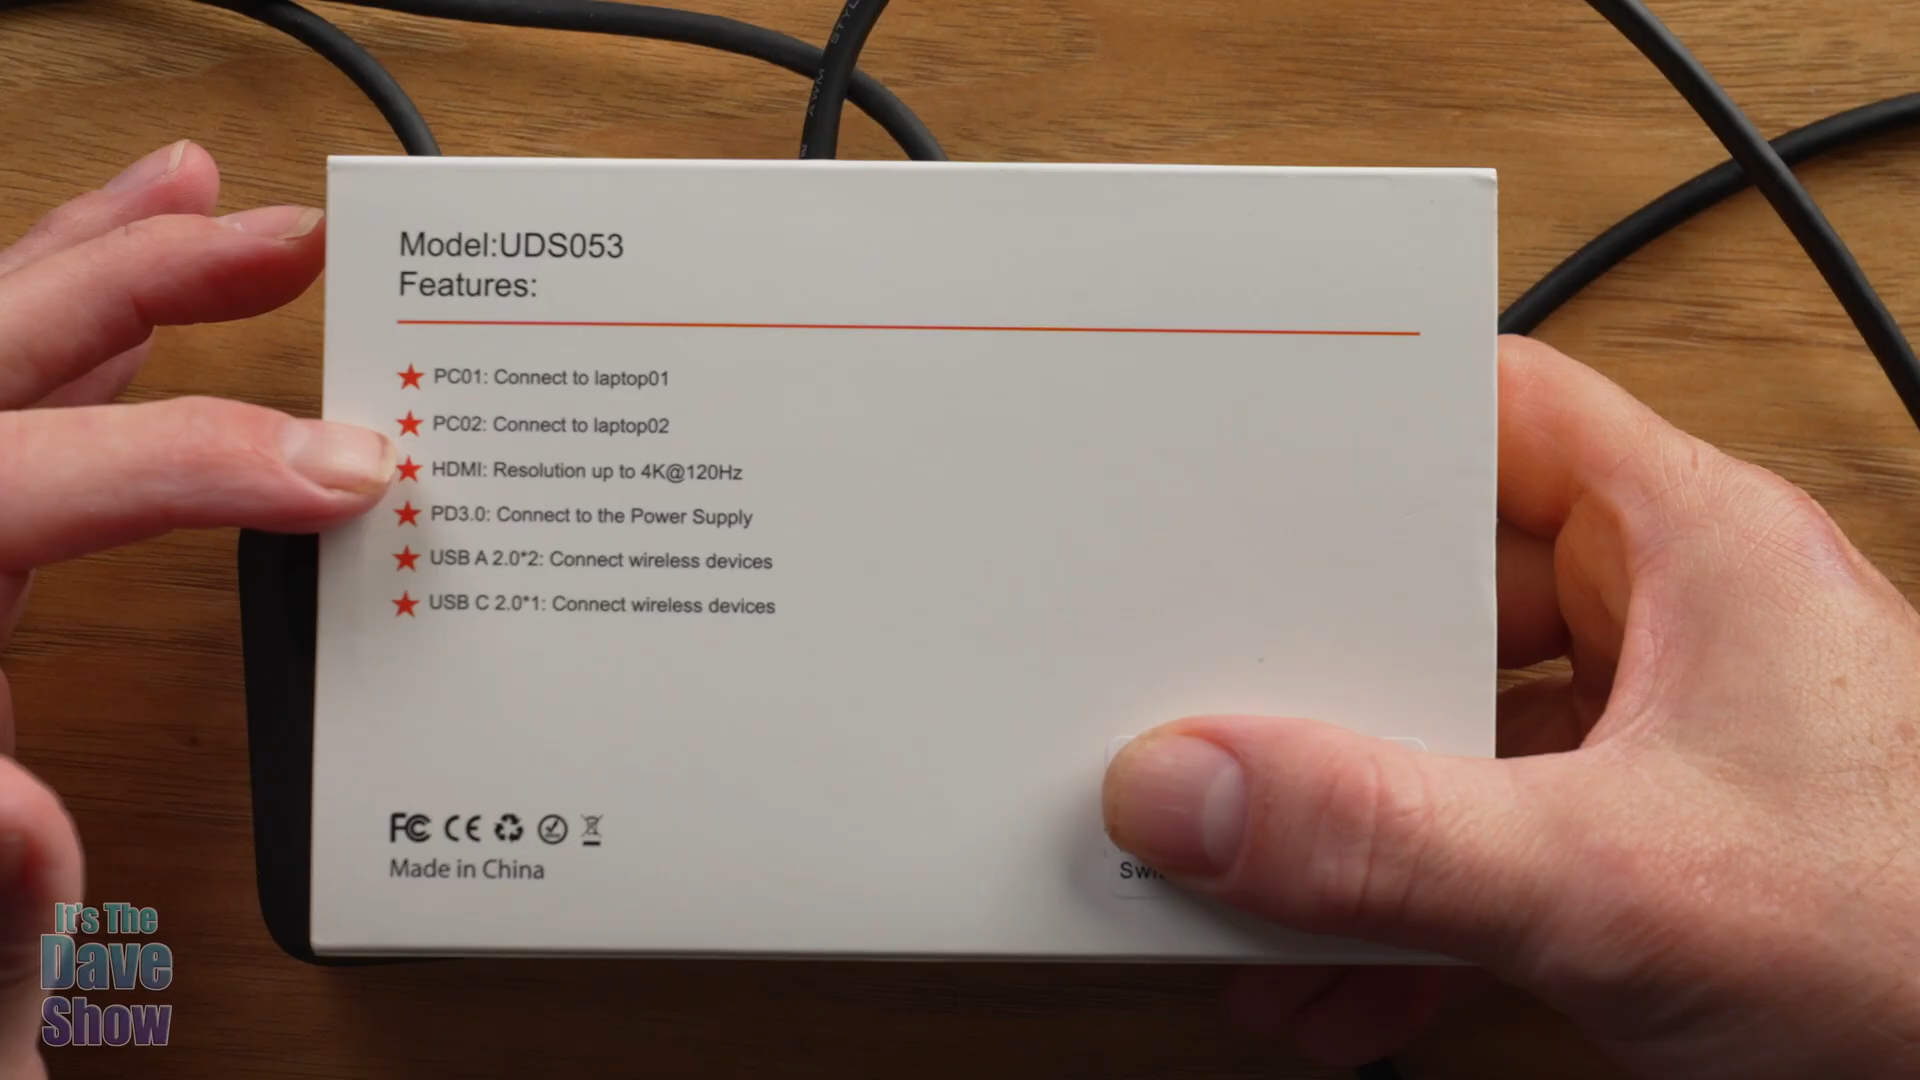 AWM STYL
Model:UDS053
Features:
PC01: Connect to laptop01
PC02: Connect to laptop02
HDMI: Resolution up to 4K@120Hz
PD3.0: Connect to the Power Supply
USB A 2.0*2: Connect wireless devices
USB C 2.0*1: Connect wireless devices
FC CE
Made in China
It's The
Dave
Show